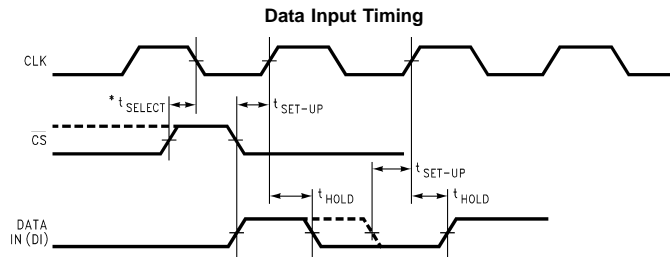 Data Input Timing
CLK
* tSELECT
tSET-UP
CS
tSET-UP
tHOLD
tHOLD
DATA
IN (DI)